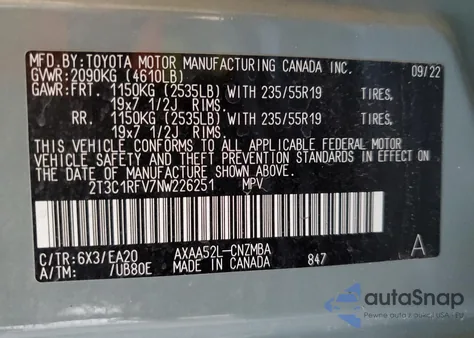 MFD.BY:TOYOTA MOTOR MANUFACTURING CANADA INC. 09/22
GVWR:2090KG (4610LB)
GAWR:FRT. 1150KG (2535LB) WITH 235/55R19 TIRES.
19x7 1/2J RIMS.
RR. 1150KG (2535LB) WITH 235/55R19 TIRES.
19x7 1/2J RIMS.
THIS VEHICLE CONFORMS TO ALL APPLICABLE FEDERAL MOTOR
VEHICLE SAFETY AND THEFT PREVENTION STANDARDS IN EFFECT ON
THE DATE OF MANUFACTURE SHOWN ABOVE.
2T3C1RFV7NW226251 MPV
C/TR:6X3/EA20 AXAA52L-CNZMBA A
A/TM: /UB80E MADE IN CANADA 847
autoSnap
Pewne auta z USA